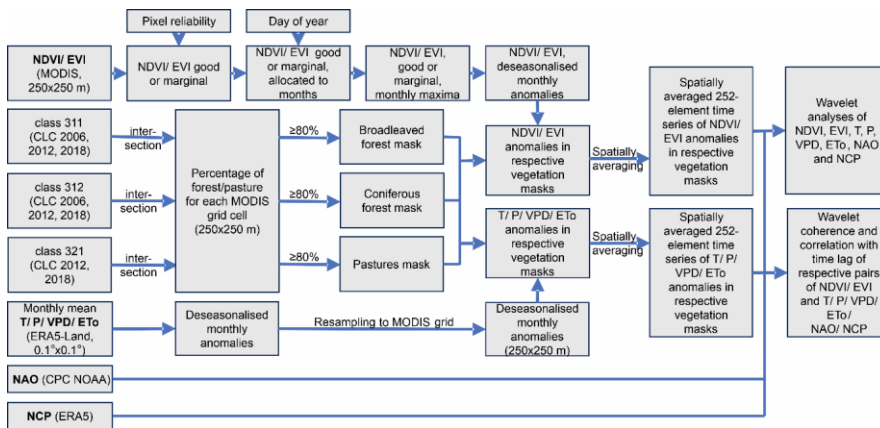 Pixel reliability
Day of year
NDVI/ EVI
(MODIS,
250x250 m)
NDVI/ EVI good
or marginal
NDVI/ EVI good
or marginal,
allocated to
months
NDVI/ EVI,
good or
marginal,
monthly maxima
NDVI/ EVI,
deseasonalised
monthly
anomalies
class 311
(CLC 2006,
2012, 2018)
inter-
section
class 312
(CLC 2006,
2012, 2018)
inter-
section
class 321
(CLC 2012,
2018)
inter-
section
Percentage of
forest/pasture
for each MODIS
grid cell
(250x250 m)
≥80%
Broadleaved
forest mask
≥80%
Coniferous
forest mask
≥80%
Pastures mask
NDVI/ EVI
anomalies in
respective
vegetation
masks
Spatially
averaging
T/ P/ VPD/ ETo
anomalies in
respective
vegetation
masks
Spatially
averaging
Spatially
averaged 252-
element time
series of NDVI/
EVI anomalies
in respective
vegetation
masks
Spatially
averaged 252-
element time
series of T/ P/
VPD/ ETo
anomalies in
respective
vegetation
masks
Wavelet
analyses of
NDVI, EVI, T, P,
VPD, ETo, NAO
and NCP
Wavelet
coherence and
correlation with
time lag of
respective pairs
of NDVI/ EVI
and T/ P/ VPD/
ETo/
NAO/ NCP
Monthly mean
T/ P/ VPD/ ETo
(ERA5-Land,
0.1°x0.1°)
Deseasonalised
monthly
anomalies
Resampling to MODIS grid
Deseasonalised
monthly
anomalies
(250x250 m)
NAO (CPC NOAA)
NCP (ERA5)